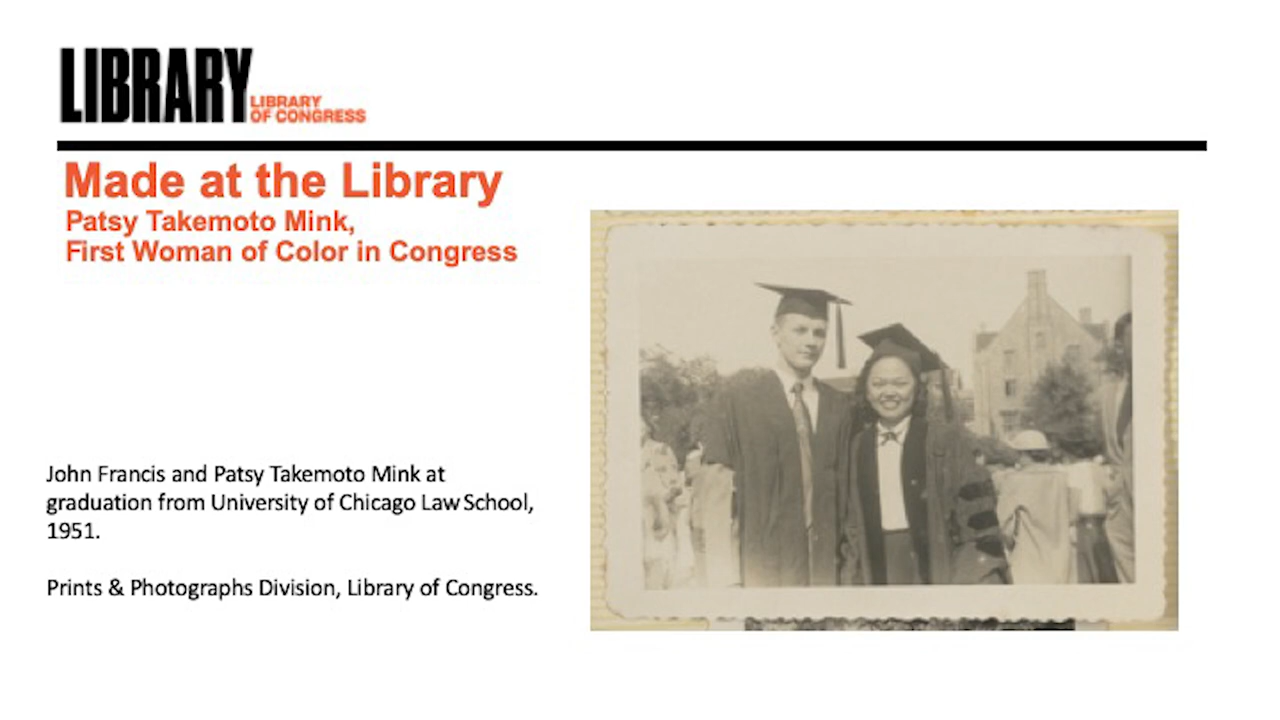 LIBRARY
LIBRARY
OF CONGRESS
Made at the Library
Patsy Takemoto Mink,
First Woman of Color in Congress
John Francis and Patsy Takemoto Mink at
graduation from University of Chicago Law School,
1951.
Prints & Photographs Division, Library of Congress.